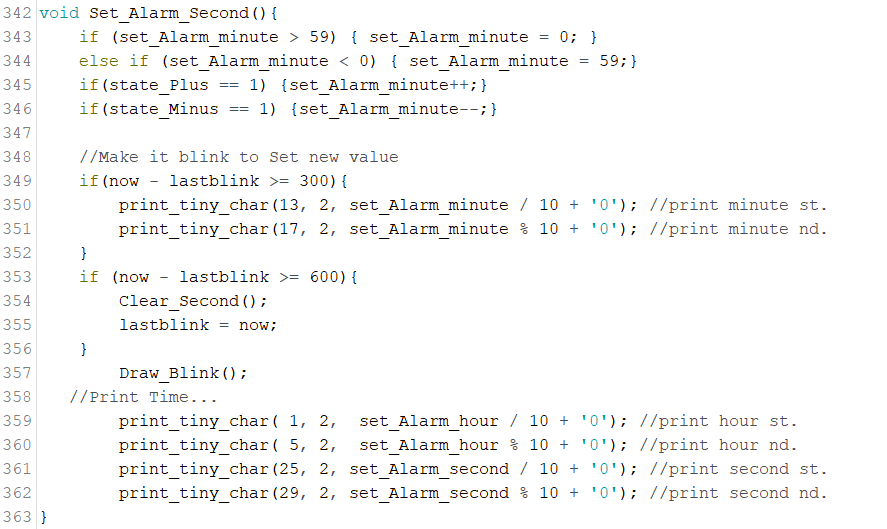 342 void Set_Alarm_Second(){
343     if (set_Alarm_minute > 59) { set_Alarm_minute = 0; }
344     else if (set_Alarm_minute < 0) { set_Alarm_minute = 59;}
345     if(state_Plus == 1) {set_Alarm_minute++;}
346     if(state_Minus == 1) {set_Alarm_minute--;}
347
348     //Make it blink to Set new value
349     if(now - lastblink >= 300){
350         print_tiny_char(13, 2, set_Alarm_minute / 10 + '0'); //print minute st.
351         print_tiny_char(17, 2, set_Alarm_minute % 10 + '0'); //print minute nd.
352     }
353     if (now - lastblink >= 600){
354         Clear_Second();
355         lastblink = now;
356     }
357         Draw_Blink();
358    //Print Time...
359         print_tiny_char( 1, 2,  set_Alarm_hour / 10 + '0'); //print hour st.
360         print_tiny_char( 5, 2,  set_Alarm_hour % 10 + '0'); //print hour nd.
361         print_tiny_char(25, 2, set_Alarm_second / 10 + '0'); //print second st.
362         print_tiny_char(29, 2, set_Alarm_second % 10 + '0'); //print second nd.
363 }